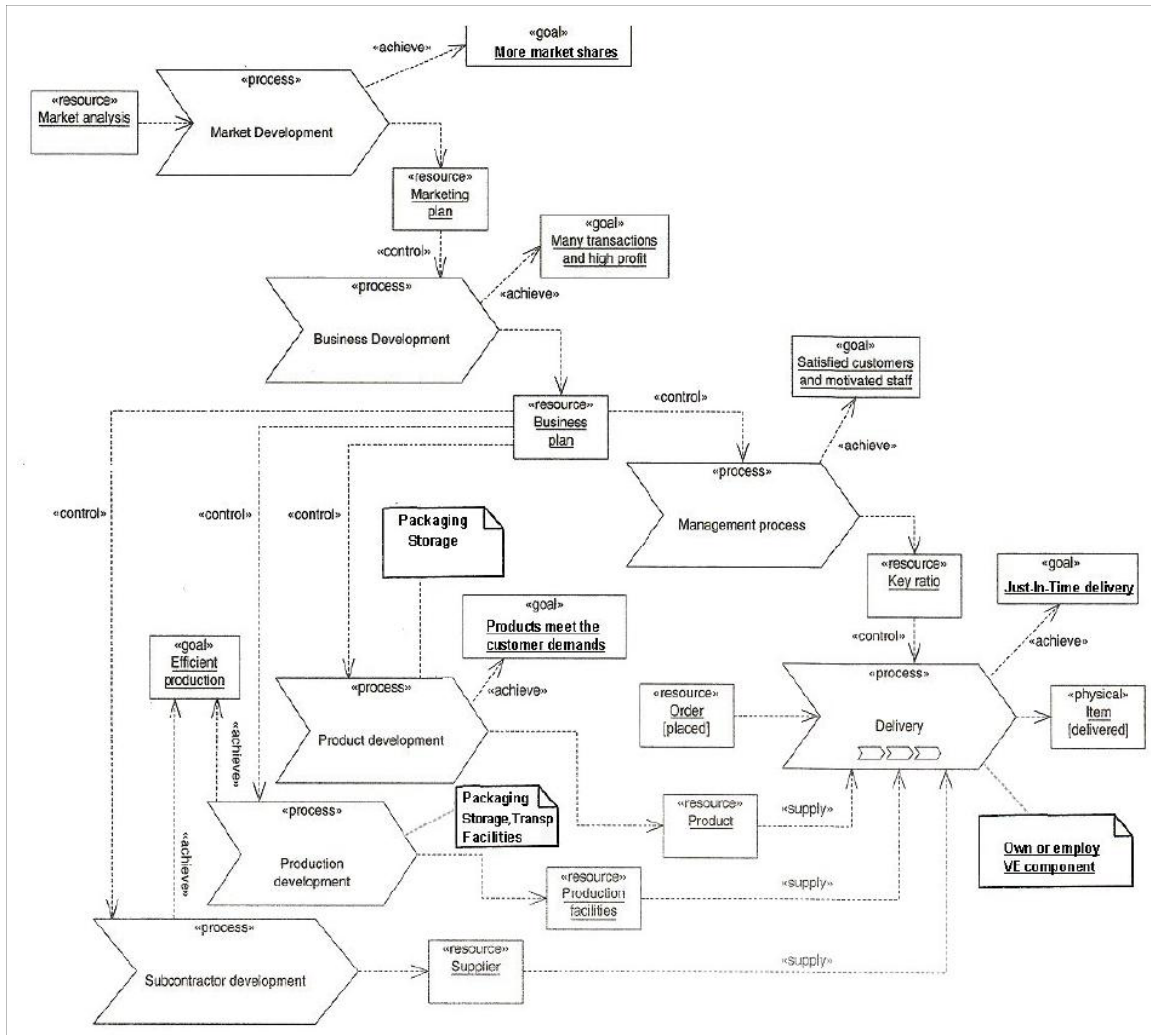 «goal»
More market shares
«achieve»
«process»
Market Development
«resource»
Market analysis
«resource»
Marketing
plan
«control»
«goal»
Many transactions
and high profit
«achieve»
«process»
Business Development
«goal»
Satisfied customers
and motivated staff
«achieve»
«resource»
Business
plan
«control»
«process»
Management process
«control»
«control»
«control»
Packaging
Storage
«resource»
Key ratio
«control»
«goal»
Just-In-Time delivery
«achieve»
«goal»
Products meet the
customer demands
«achieve»
«goal»
Efficient
production
«achieve»
«achieve»
«process»
Product development
«resource»
Order
[placed]
«process»
Delivery
«physical»
Item
[delivered]
«process»
Production
development
Packaging
Storage,Transp
Facilities
«resource»
Product
«supply»
Own or employ
VE component
«resource»
Production
facilities
«supply»
«process»
Subcontractor development
«resource»
Supplier
«supply»